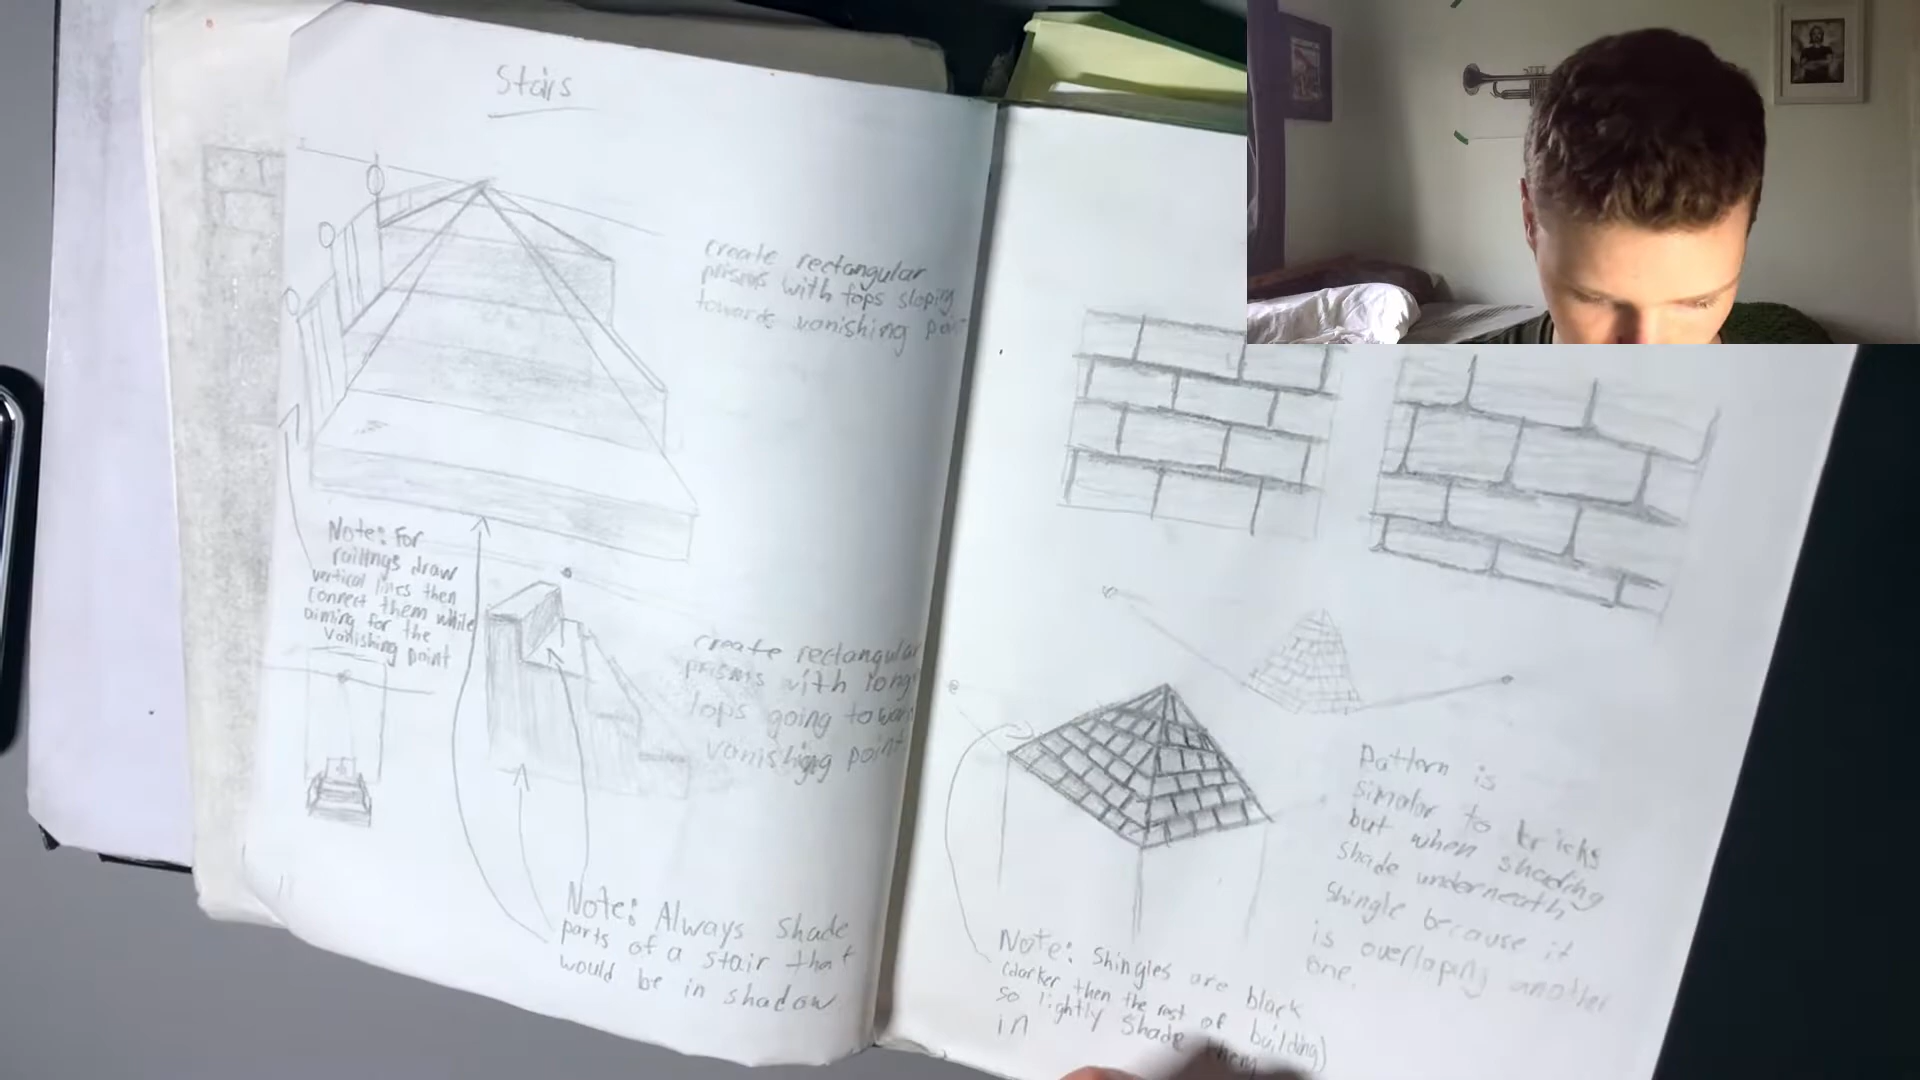 Stairs
create rectangular
prisms with tops sloping
towards vanishing point
Note: For
railings draw
vertical lines then
connect them while
aiming for the
vanishing point
create rectangular
prisms with long
tops going toward
vanishing point
Note: Always shade
parts of a stair that
would be in shadow
Pattern is
similar to bricks
but when shading
shade underneath
shingle because it
is overlaping another
one.
Note: Shingles are black
(darker then the rest of building)
so lightly shade them
in